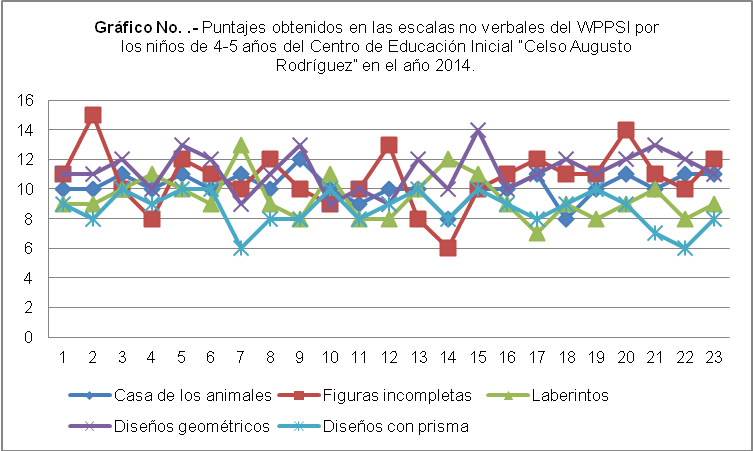 Gráfico No. .- Puntajes obtenidos en las escalas no verbales del WPPSI por
los niños de 4-5 años del Centro de Educación Inicial “Celso Augusto
Rodríguez” en el año 2014.
16
14
12
10
8
6
4
2
0
1 2 3 4 5 6 7 8 9 10 11 12 13 14 15 16 17 18 19 20 21 22 23
Casa de los animales Figuras incompletas Laberintos
Diseños geométricos Diseños con prisma